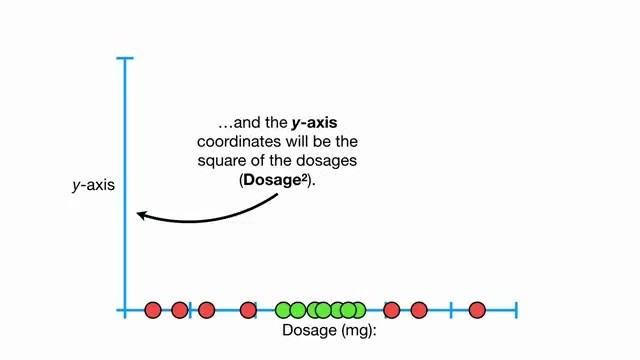 …and the y-axis
coordinates will be the
square of the dosages
(Dosage²).
y-axis
Dosage (mg):